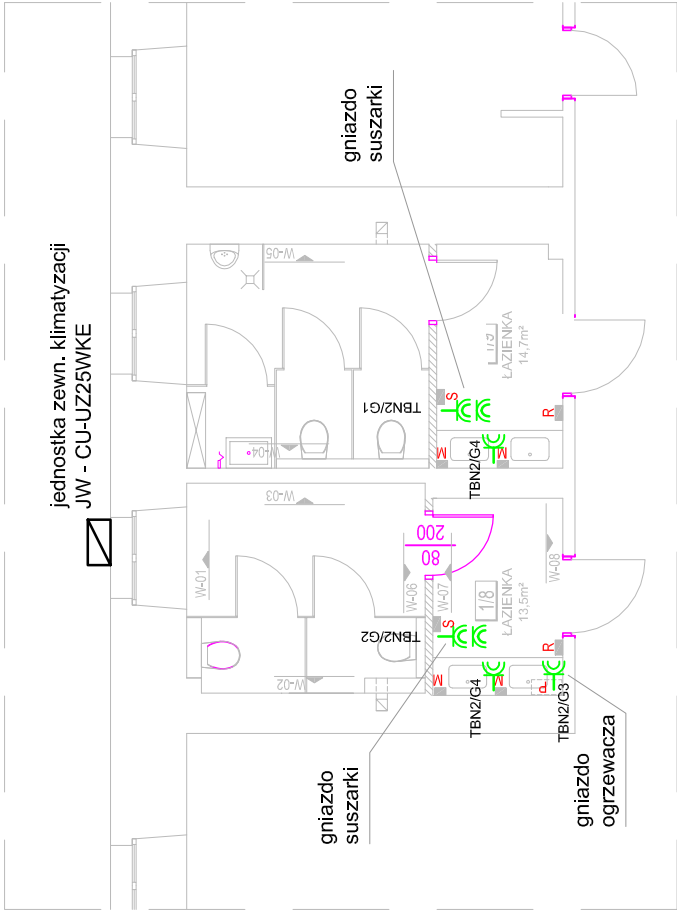 jednostka zewn. klimatyzacji
JW - CU-UZ25WKE
gniazdo
suszarki
W-05
W-04
TBN2/G1
S
1/9
ŁAZIENKA
14,7m²
R
M
M
TBN2/G4
W-03
W-01
W-02
W-06
W-07
80
200
TBN2/G2
S
1/8
ŁAZIENKA
13,5m²
W-08
R
M
M
TBN2/G4
P
TBN2/G3
gniazdo
suszarki
gniazdo
ogrzewacza